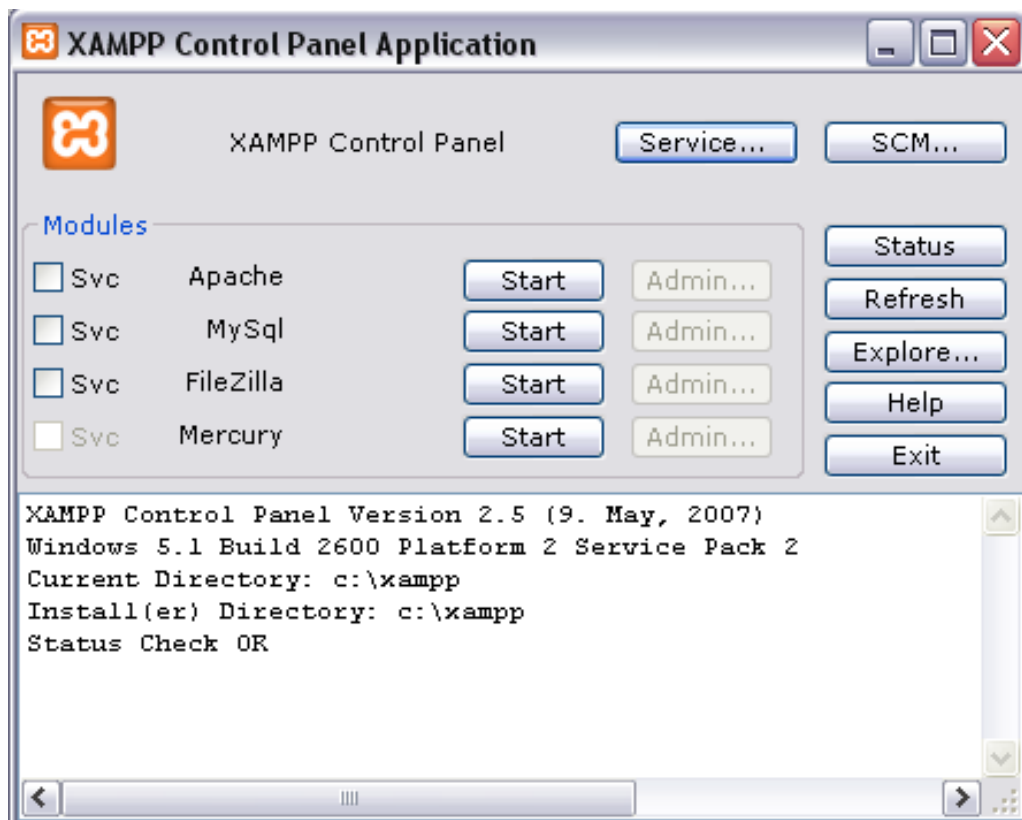 XAMPP Control Panel Application
XAMPP Control Panel Service... SCM...
Modules
Svc Apache Start Admin...
Svc MySql Start Admin...
Svc FileZilla Start Admin...
Svc Mercury Start Admin...
Status
Refresh
Explore...
Help
Exit
XAMPP Control Panel Version 2.5 (9. May, 2007)
Windows 5.1 Build 2600 Platform 2 Service Pack 2
Current Directory: c:\xampp
Install(er) Directory: c:\xampp
Status Check OK